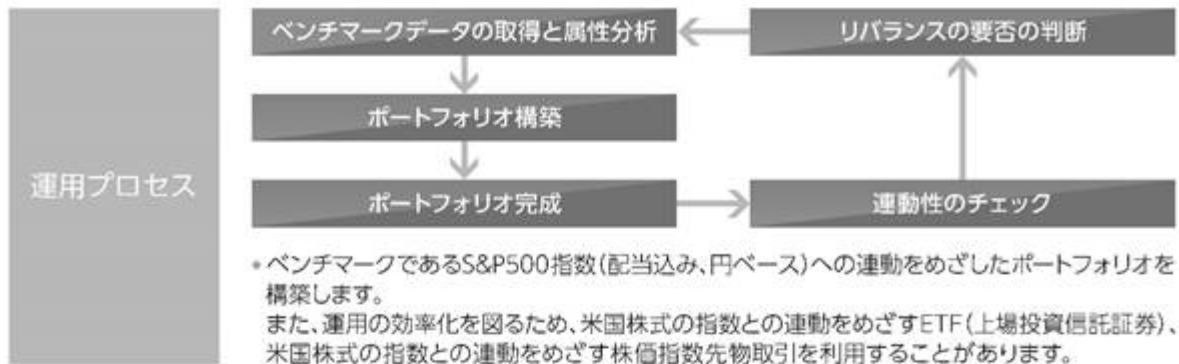 運用プロセス
ベンチマークデータの取得と属性分析
リバランスの要否の判断
ポートフォリオ構築
ポートフォリオ完成
連動性のチェック
*ベンチマークであるS&P500指数(配当込み、円ベース)への連動をめざしたポートフォリオを
構築します。
また、運用の効率化を図るため、米国株式の指数との連動をめざすETF(上場投資信託証券)、
米国株式の指数との連動をめざす株価指数先物取引を利用することがあります。